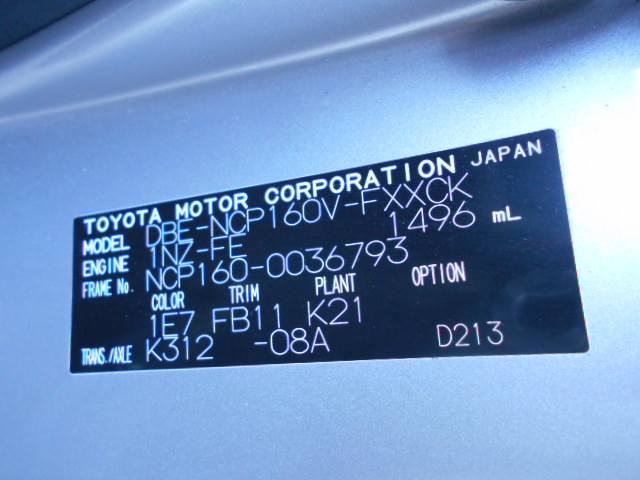 TOYOTA MOTOR CORPORATION JAPAN
MODEL DBE-NCP160V-FXXCK
ENGINE 1NZ-FE 1496 mL
FRAME No. NCP160-0036793
COLOR TRIM PLANT OPTION
1E7 FB11 K21
TRANS./AXLE K312 -08A D213